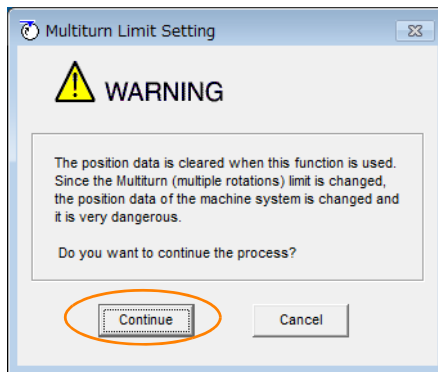 Multiturn Limit Setting
WARNING
The position data is cleared when this function is used.
Since the Multiturn (multiple rotations) limit is changed,
the position data of the machine system is changed and
it is very dangerous.
Do you want to continue the process?
Continue
Cancel